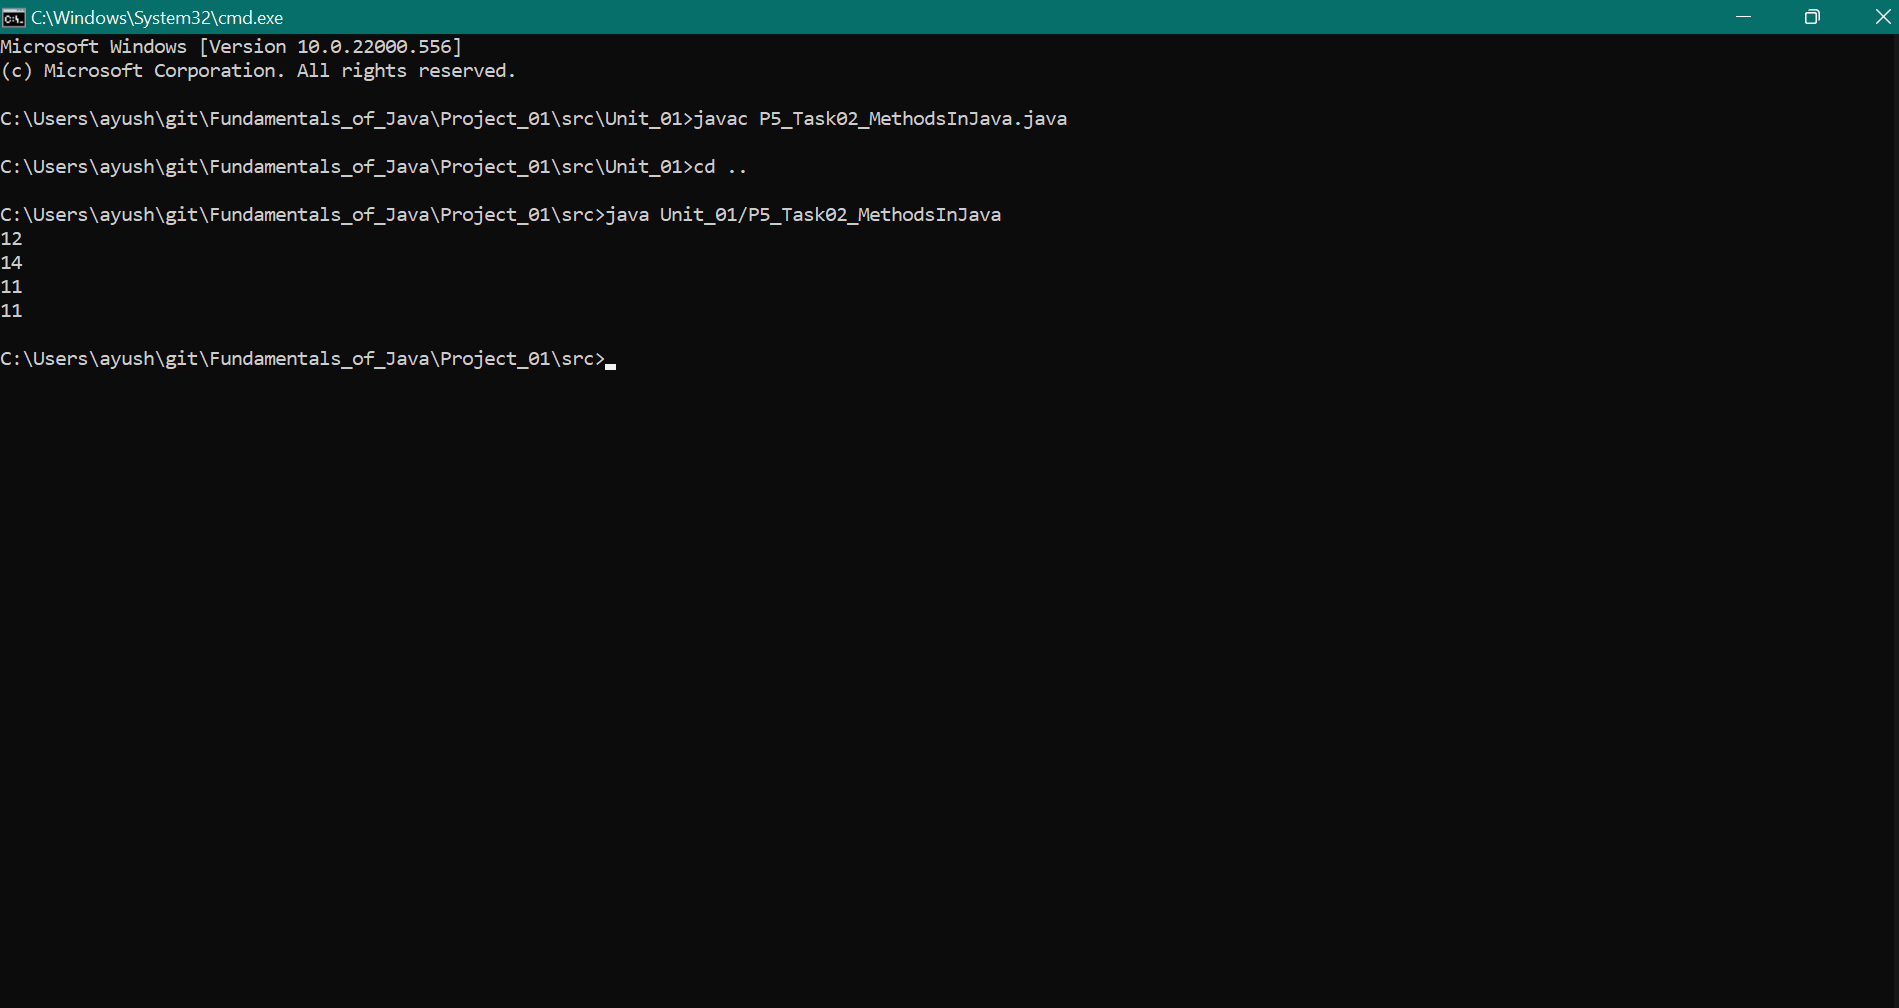 C:\Windows\System32\cmd.exe
Microsoft Windows [Version 10.0.22000.556]
(c) Microsoft Corporation. All rights reserved.
C:\Users\ayush\git\Fundamentals_of_Java\Project_01\src\Unit_01>javac P5_Task02_MethodsInJava.java
C:\Users\ayush\git\Fundamentals_of_Java\Project_01\src\Unit_01>cd ..
C:\Users\ayush\git\Fundamentals_of_Java\Project_01\src>java Unit_01/P5_Task02_MethodsInJava
12
14
11
11
C:\Users\ayush\git\Fundamentals_of_Java\Project_01\src>